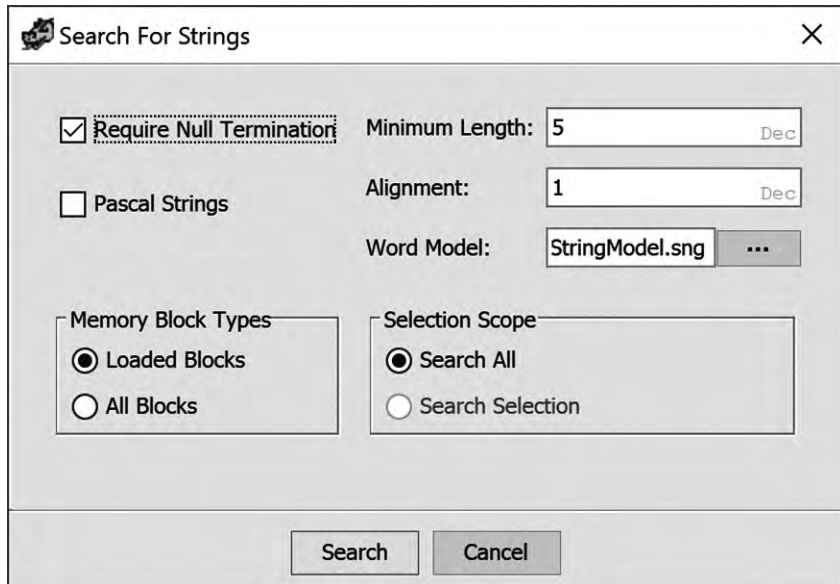 Search For Strings
Require Null Termination
Minimum Length: 5 Dec
Pascal Strings
Alignment: 1 Dec
Word Model: StringModel.sng ...
Memory Block Types
Loaded Blocks
All Blocks
Selection Scope
Search All
Search Selection
Search Cancel